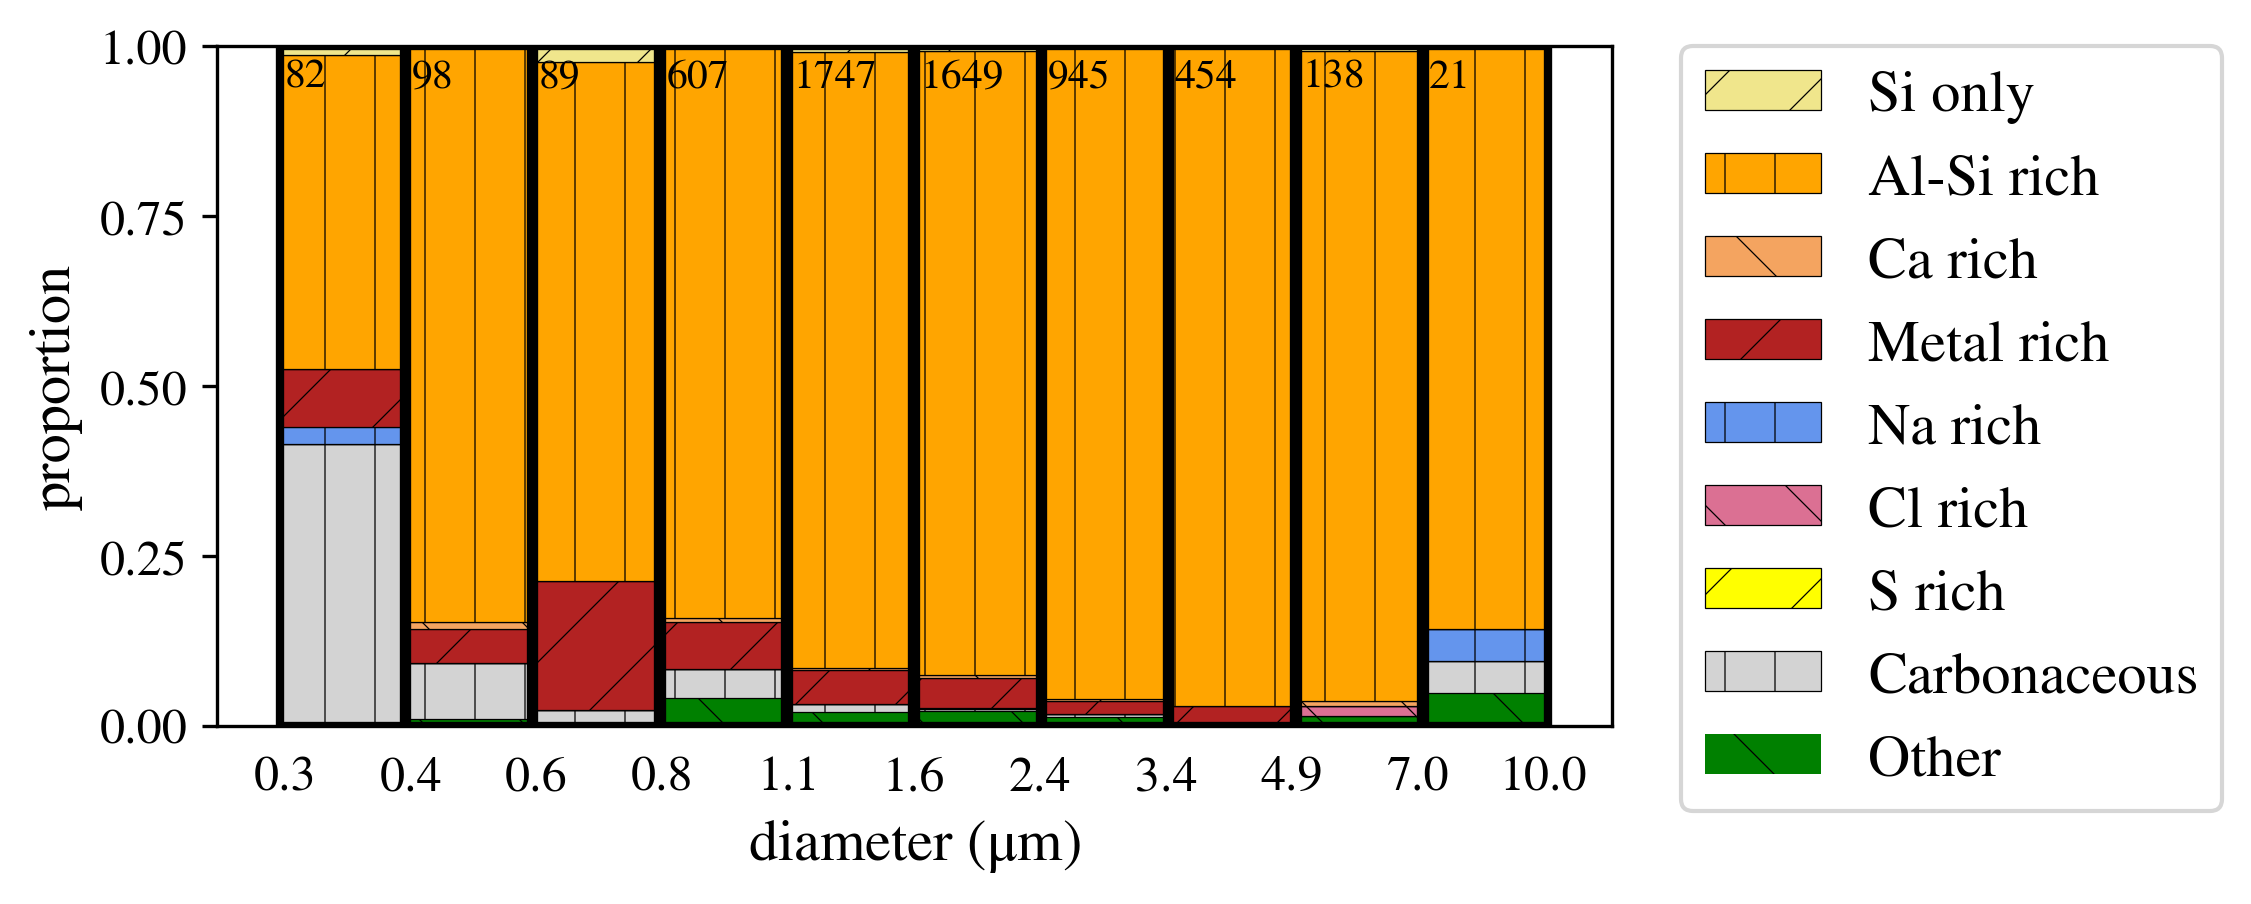 1.00
0.75
0.50
0.25
0.00
proportion
82 98 89 607 1747 1649 945 454 138 21
0.3 0.4 0.6 0.8 1.1 1.6 2.4 3.4 4.9 7.0 10.0
diameter (μm)
Si only
Al-Si rich
Ca rich
Metal rich
Na rich
Cl rich
S rich
Carbonaceous
Other